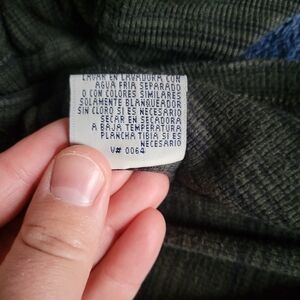 LAVAR EN LAVADORA CON
AGUA FRIA SEPARADO
O CON COLORES SIMILARES
SOLAMENTE BLANQUEADOR
SIN CLORO SI ES NECESARIO
SECAR EN SECADORA
A BAJA TEMPERATURA
PLANCHA TIBIA SI ES
NECESARIO
V# 0064